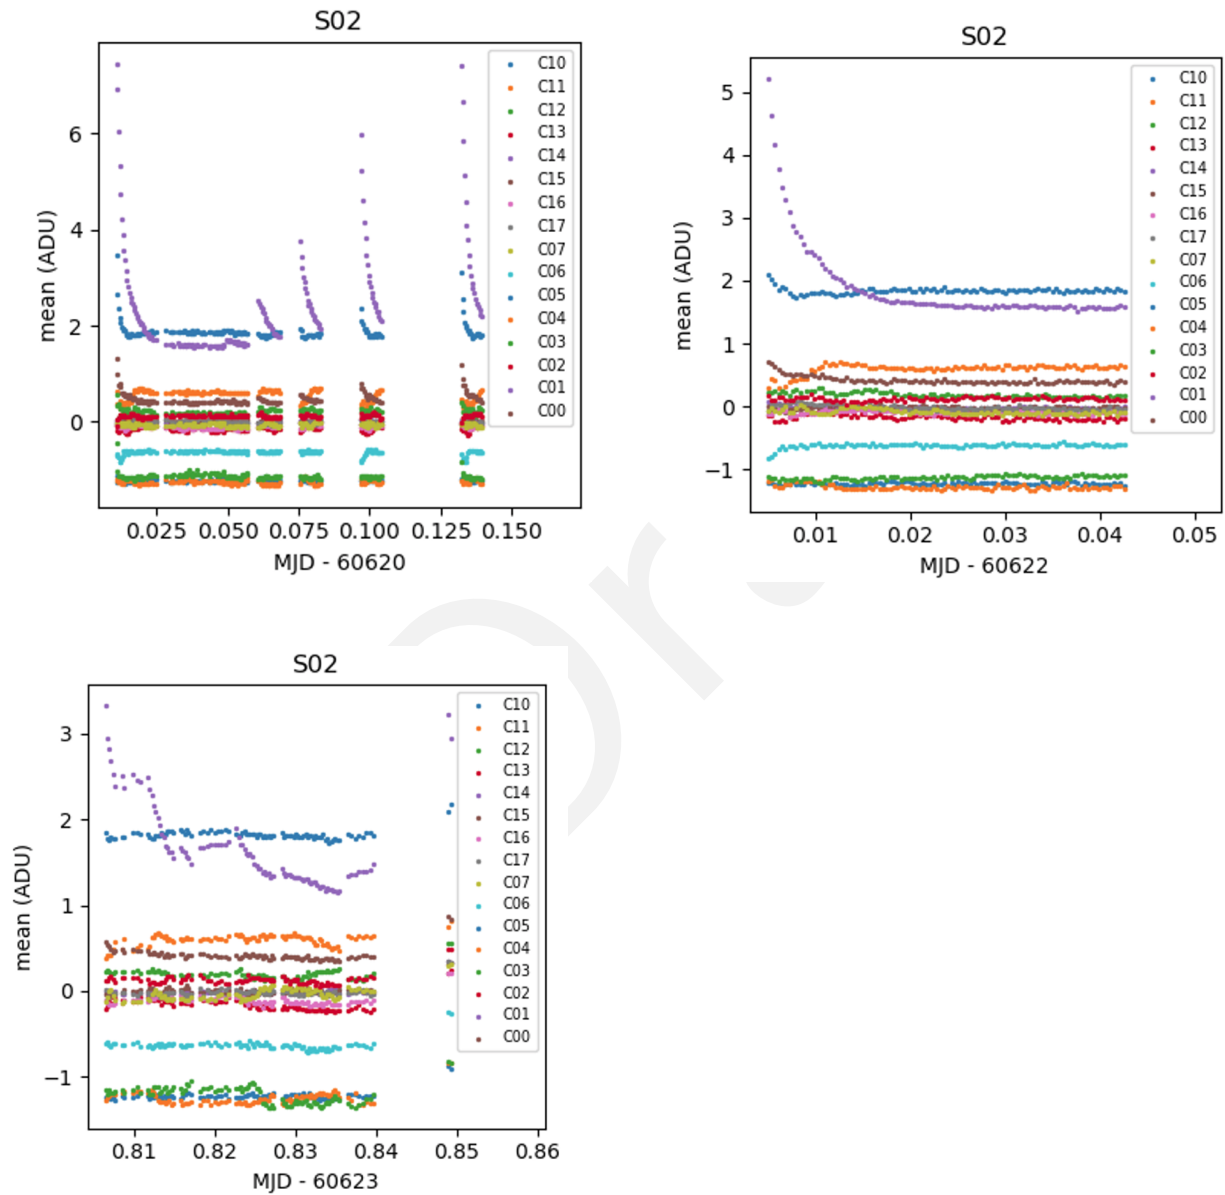 S02
mean (ADU)
6
4
2
0
0.025 0.050 0.075 0.100 0.125 0.150
MJD - 60620
C10
C11
C12
C13
C14
C15
C16
C17
C07
C06
C05
C04
C03
C02
C01
C00
S02
mean (ADU)
5
4
3
2
1
0
−1
0.01 0.02 0.03 0.04 0.05
MJD - 60622
C10
C11
C12
C13
C14
C15
C16
C17
C07
C06
C05
C04
C03
C02
C01
C00
S02
mean (ADU)
3
2
1
0
−1
0.81 0.82 0.83 0.84 0.85 0.86
MJD - 60623
C10
C11
C12
C13
C14
C15
C16
C17
C07
C06
C05
C04
C03
C02
C01
C00